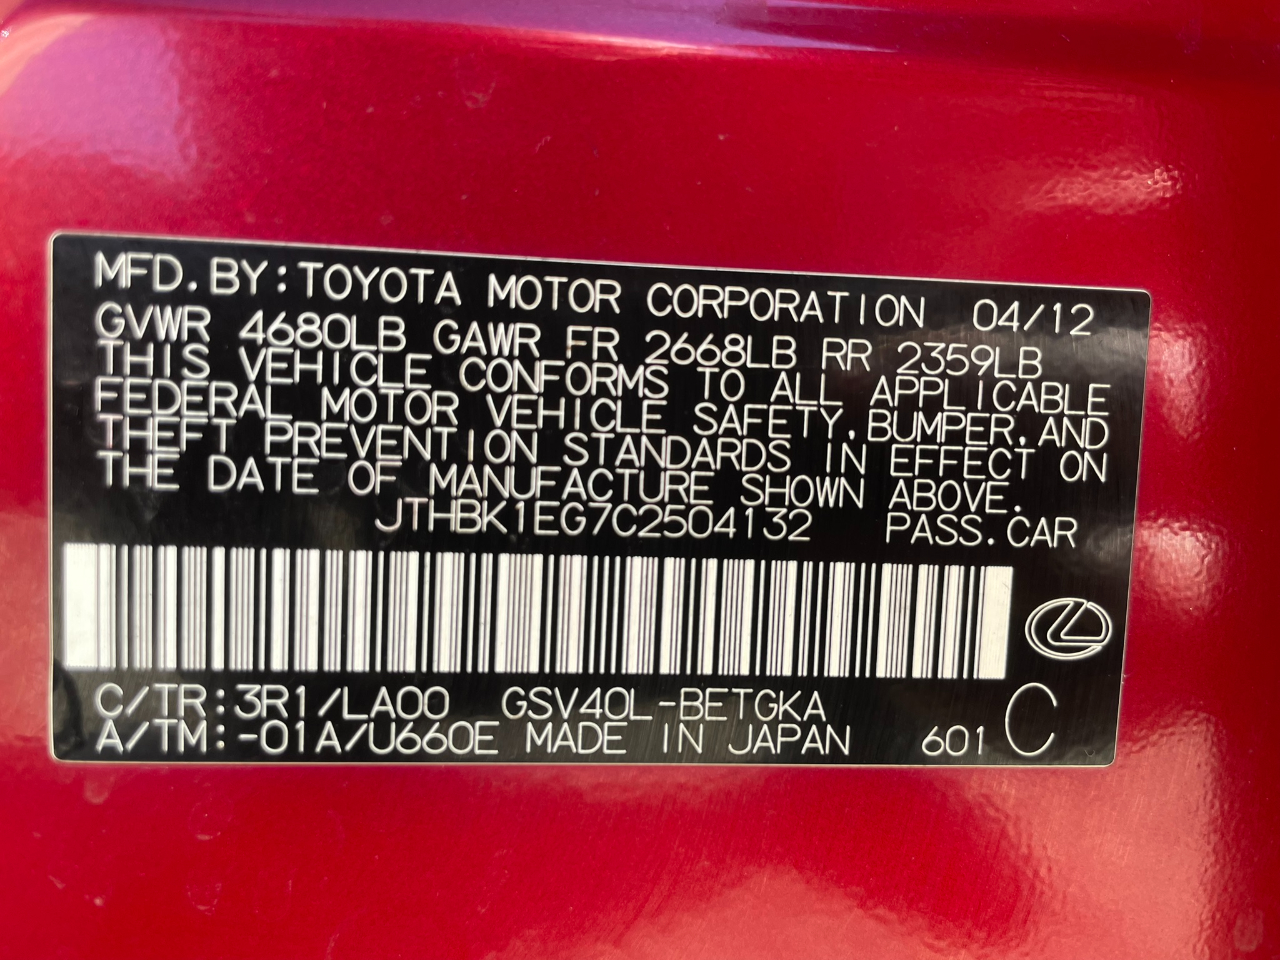 MFD. BY: TOYOTA MOTOR CORPORATION 04/12
GVWR 4680LB GAWR FR 2668LB RR 2359LB
THIS VEHICLE CONFORMS TO ALL APPLICABLE
FEDERAL MOTOR VEHICLE SAFETY, BUMPER, AND
THEFT PREVENTION STANDARDS IN EFFECT ON
THE DATE OF MANUFACTURE SHOWN ABOVE.
JTHBK1EG7C2504132 PASS. CAR
C/TR: 3R1/LA00 GSV40L-BETGKA
A/TM: -01A/U660E MADE IN JAPAN 601 C